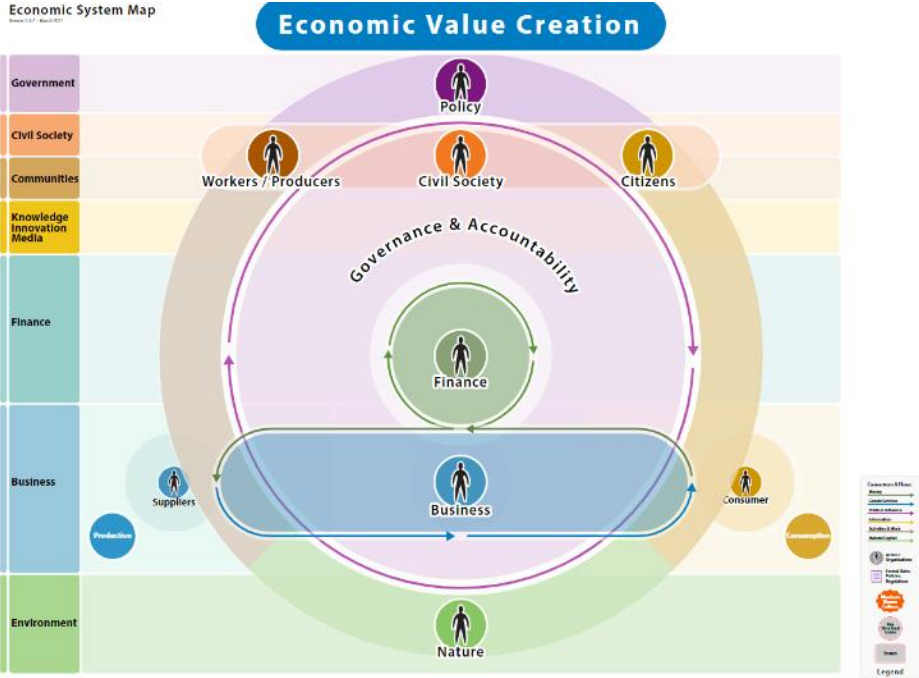 Economic System Map
Economic Value Creation
Government
Policy
Civil Society
Communities
Workers / Producers
Civil Society
Citizens
Knowledge
Innovation
Media
Governance & Accountability
Finance
Finance
Business
Suppliers
Business
Consumer
Productive
Consumption
Environment
Nature
Legend